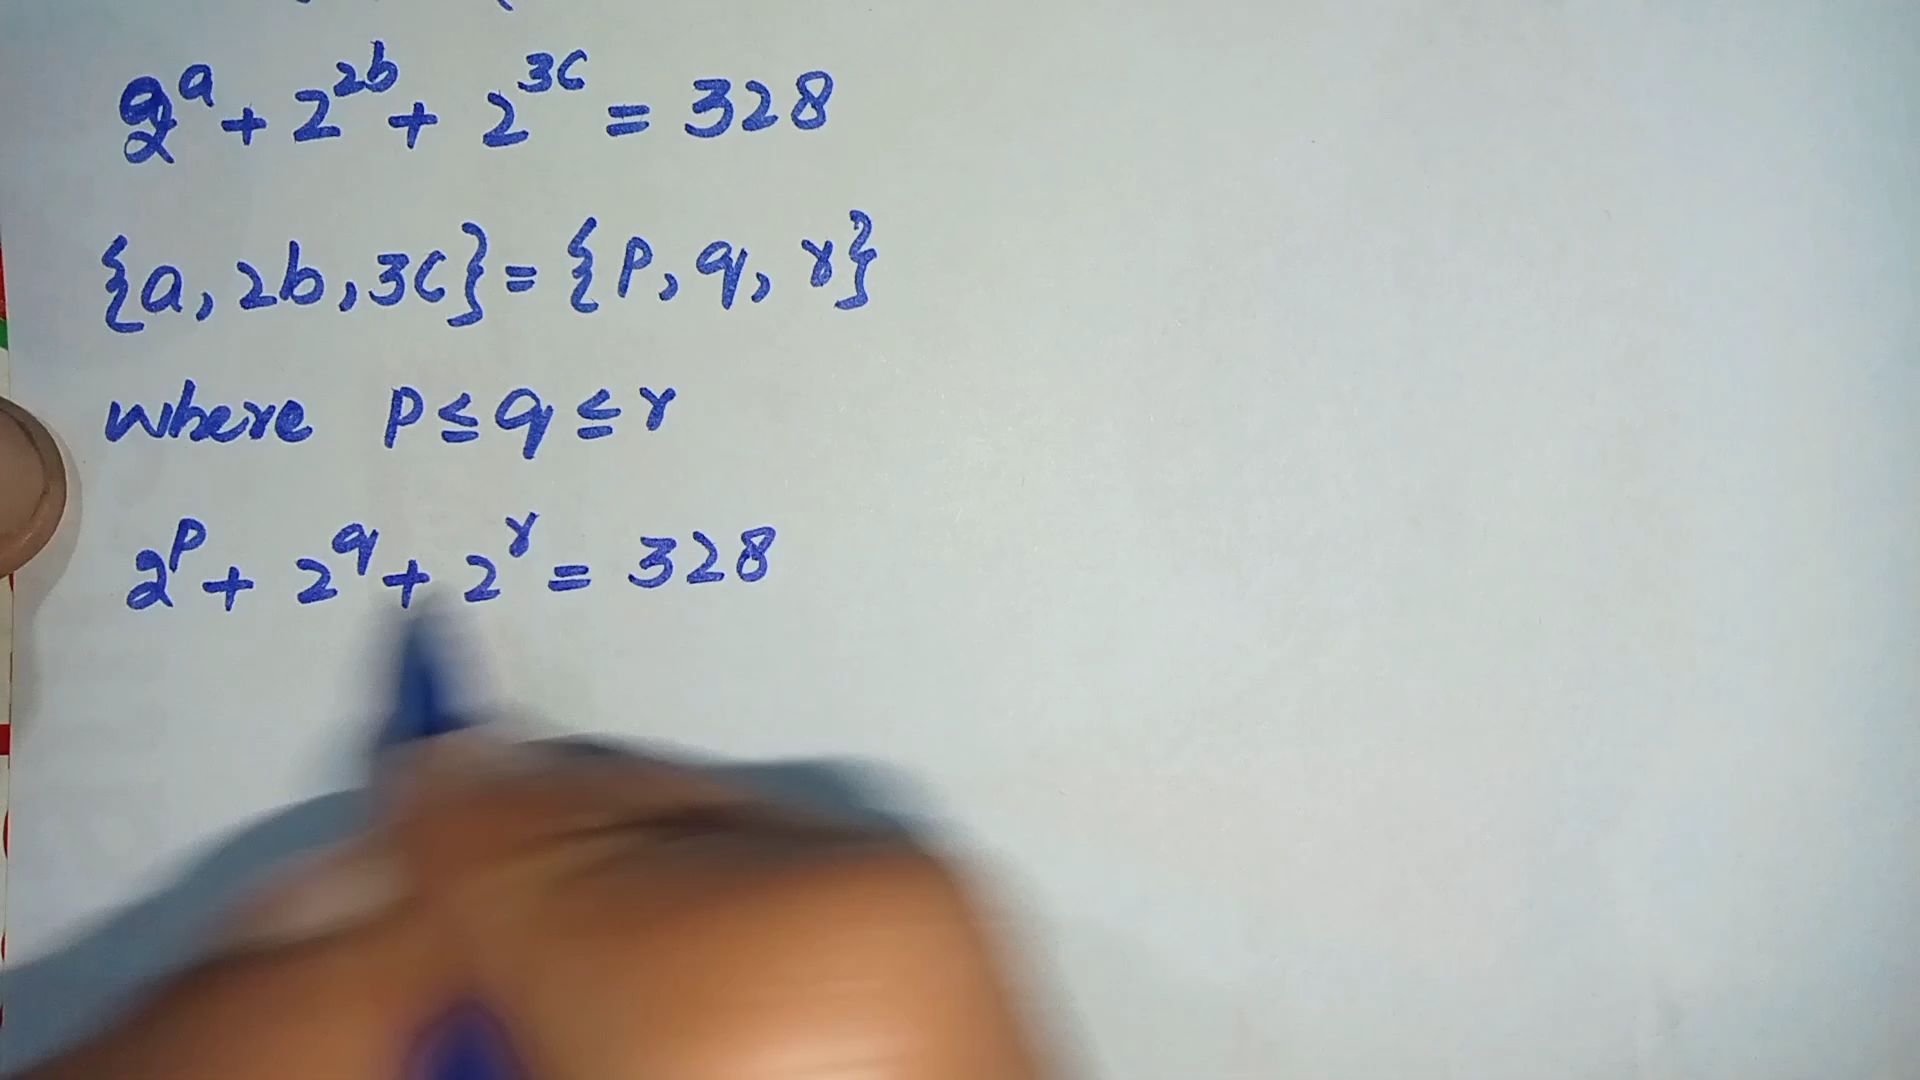 2^a + 2^{2b} + 2^{3c} = 328
{a, 2b, 3c} = {p, q, r}
where p ≤ q ≤ r
2^p + 2^q + 2^r = 328